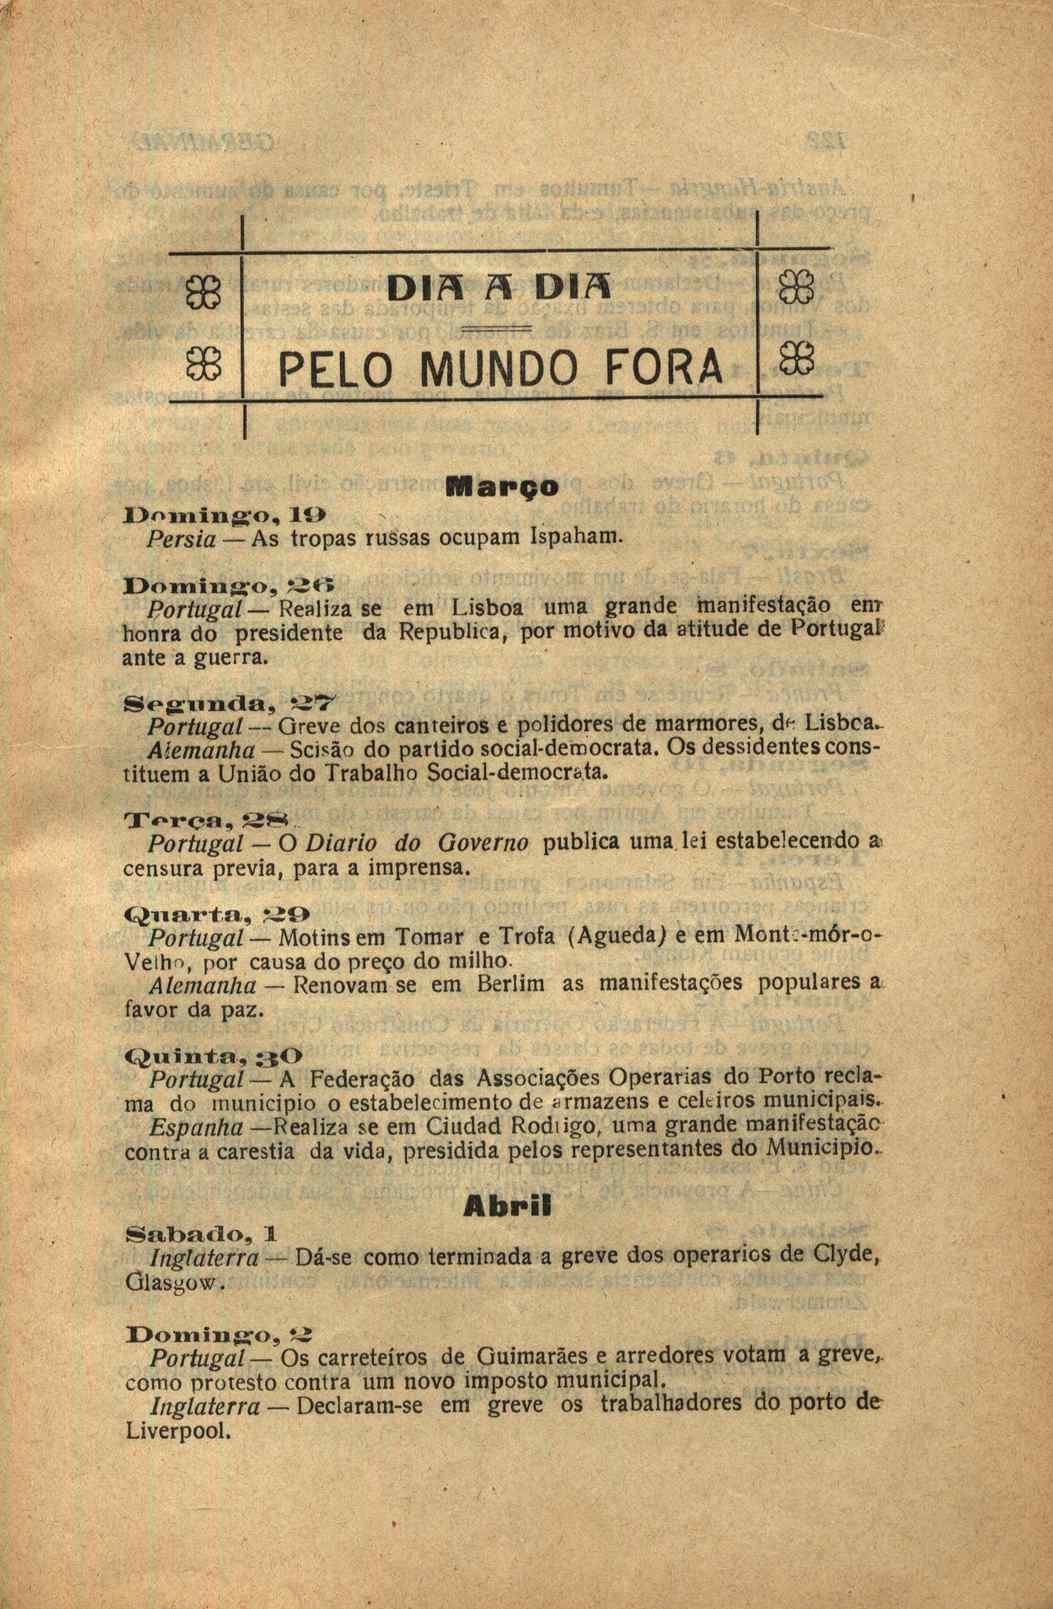 DIA A DIA
PELO MUNDO FORA
Março
Domingo, 19
Persia — As tropas russas ocupam Ispaham.
Domingo, 26
Portugal — Realiza se em Lisboa uma grande manifestação em
honra do presidente da Republica, por motivo da atitude de Portugal
ante a guerra.
Segunda, 27
Portugal — Greve dos canteiros e polidores de marmores, de Lisboa.
Alemanha — Scisão do partido social-democrata. Os dessidentes cons-
tituem a União do Trabalho Social-democrata.
Terça, 28
Portugal — O Diario do Governo publica uma lei estabelecendo a
censura previa, para a imprensa.
Quarta, 29
Portugal — Motins em Tomar e Trofa (Agueda) e em Monte-mór-o-
Velho, por causa do preço do milho.
Alemanha — Renovam se em Berlim as manifestações populares a
favor da paz.
Quinta, 30
Portugal — A Federação das Associações Operarias do Porto recla-
ma do municipio o estabelecimento de armazens e celeiros municipais.
Espanha — Realiza se em Ciudad Rodrigo, uma grande manifestação
contra a carestia da vida, presidida pelos representantes do Municipio.
Abril
Sabado, 1
Inglaterra — Dá-se como terminada a greve dos operarios de Clyde,
Glasgow.
Domingo, 2
Portugal — Os carreteiros de Guimarães e arredores votam a greve,
como protesto contra um novo imposto municipal.
Inglaterra — Declaram-se em greve os trabalhadores do porto de
Liverpool.